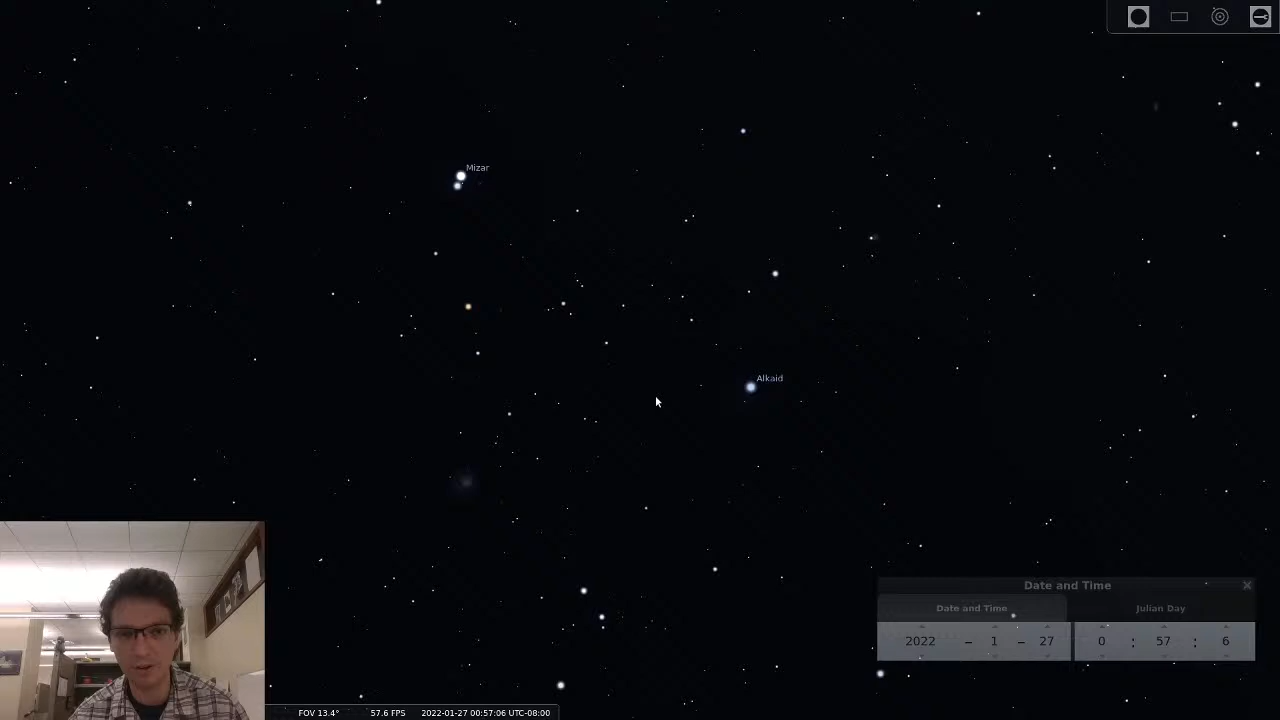 Mizar
Alkaid
Date and Time
Date and Time
Julian Day
2022 – 1 – 27
0 : 57 : 6
FOV 13.4° 57.6 FPS 2022-01-27 00:57:06 UTC-08:00